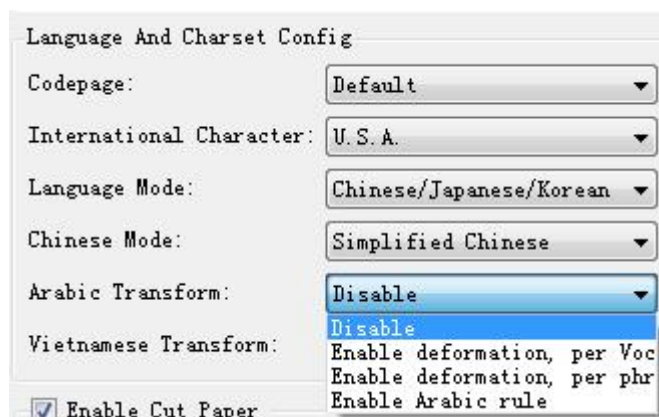 Language And Charset Config
Codepage: Default
International Character: U.S.A.
Language Mode: Chinese/Japanese/Korean
Chinese Mode: Simplified Chinese
Arabic Transform: Disable
Disable
Vietnamese Transform: Enable deformation, per Voc
Enable deformation, per phr
Enable Arabic rule
Enable Cut Paper